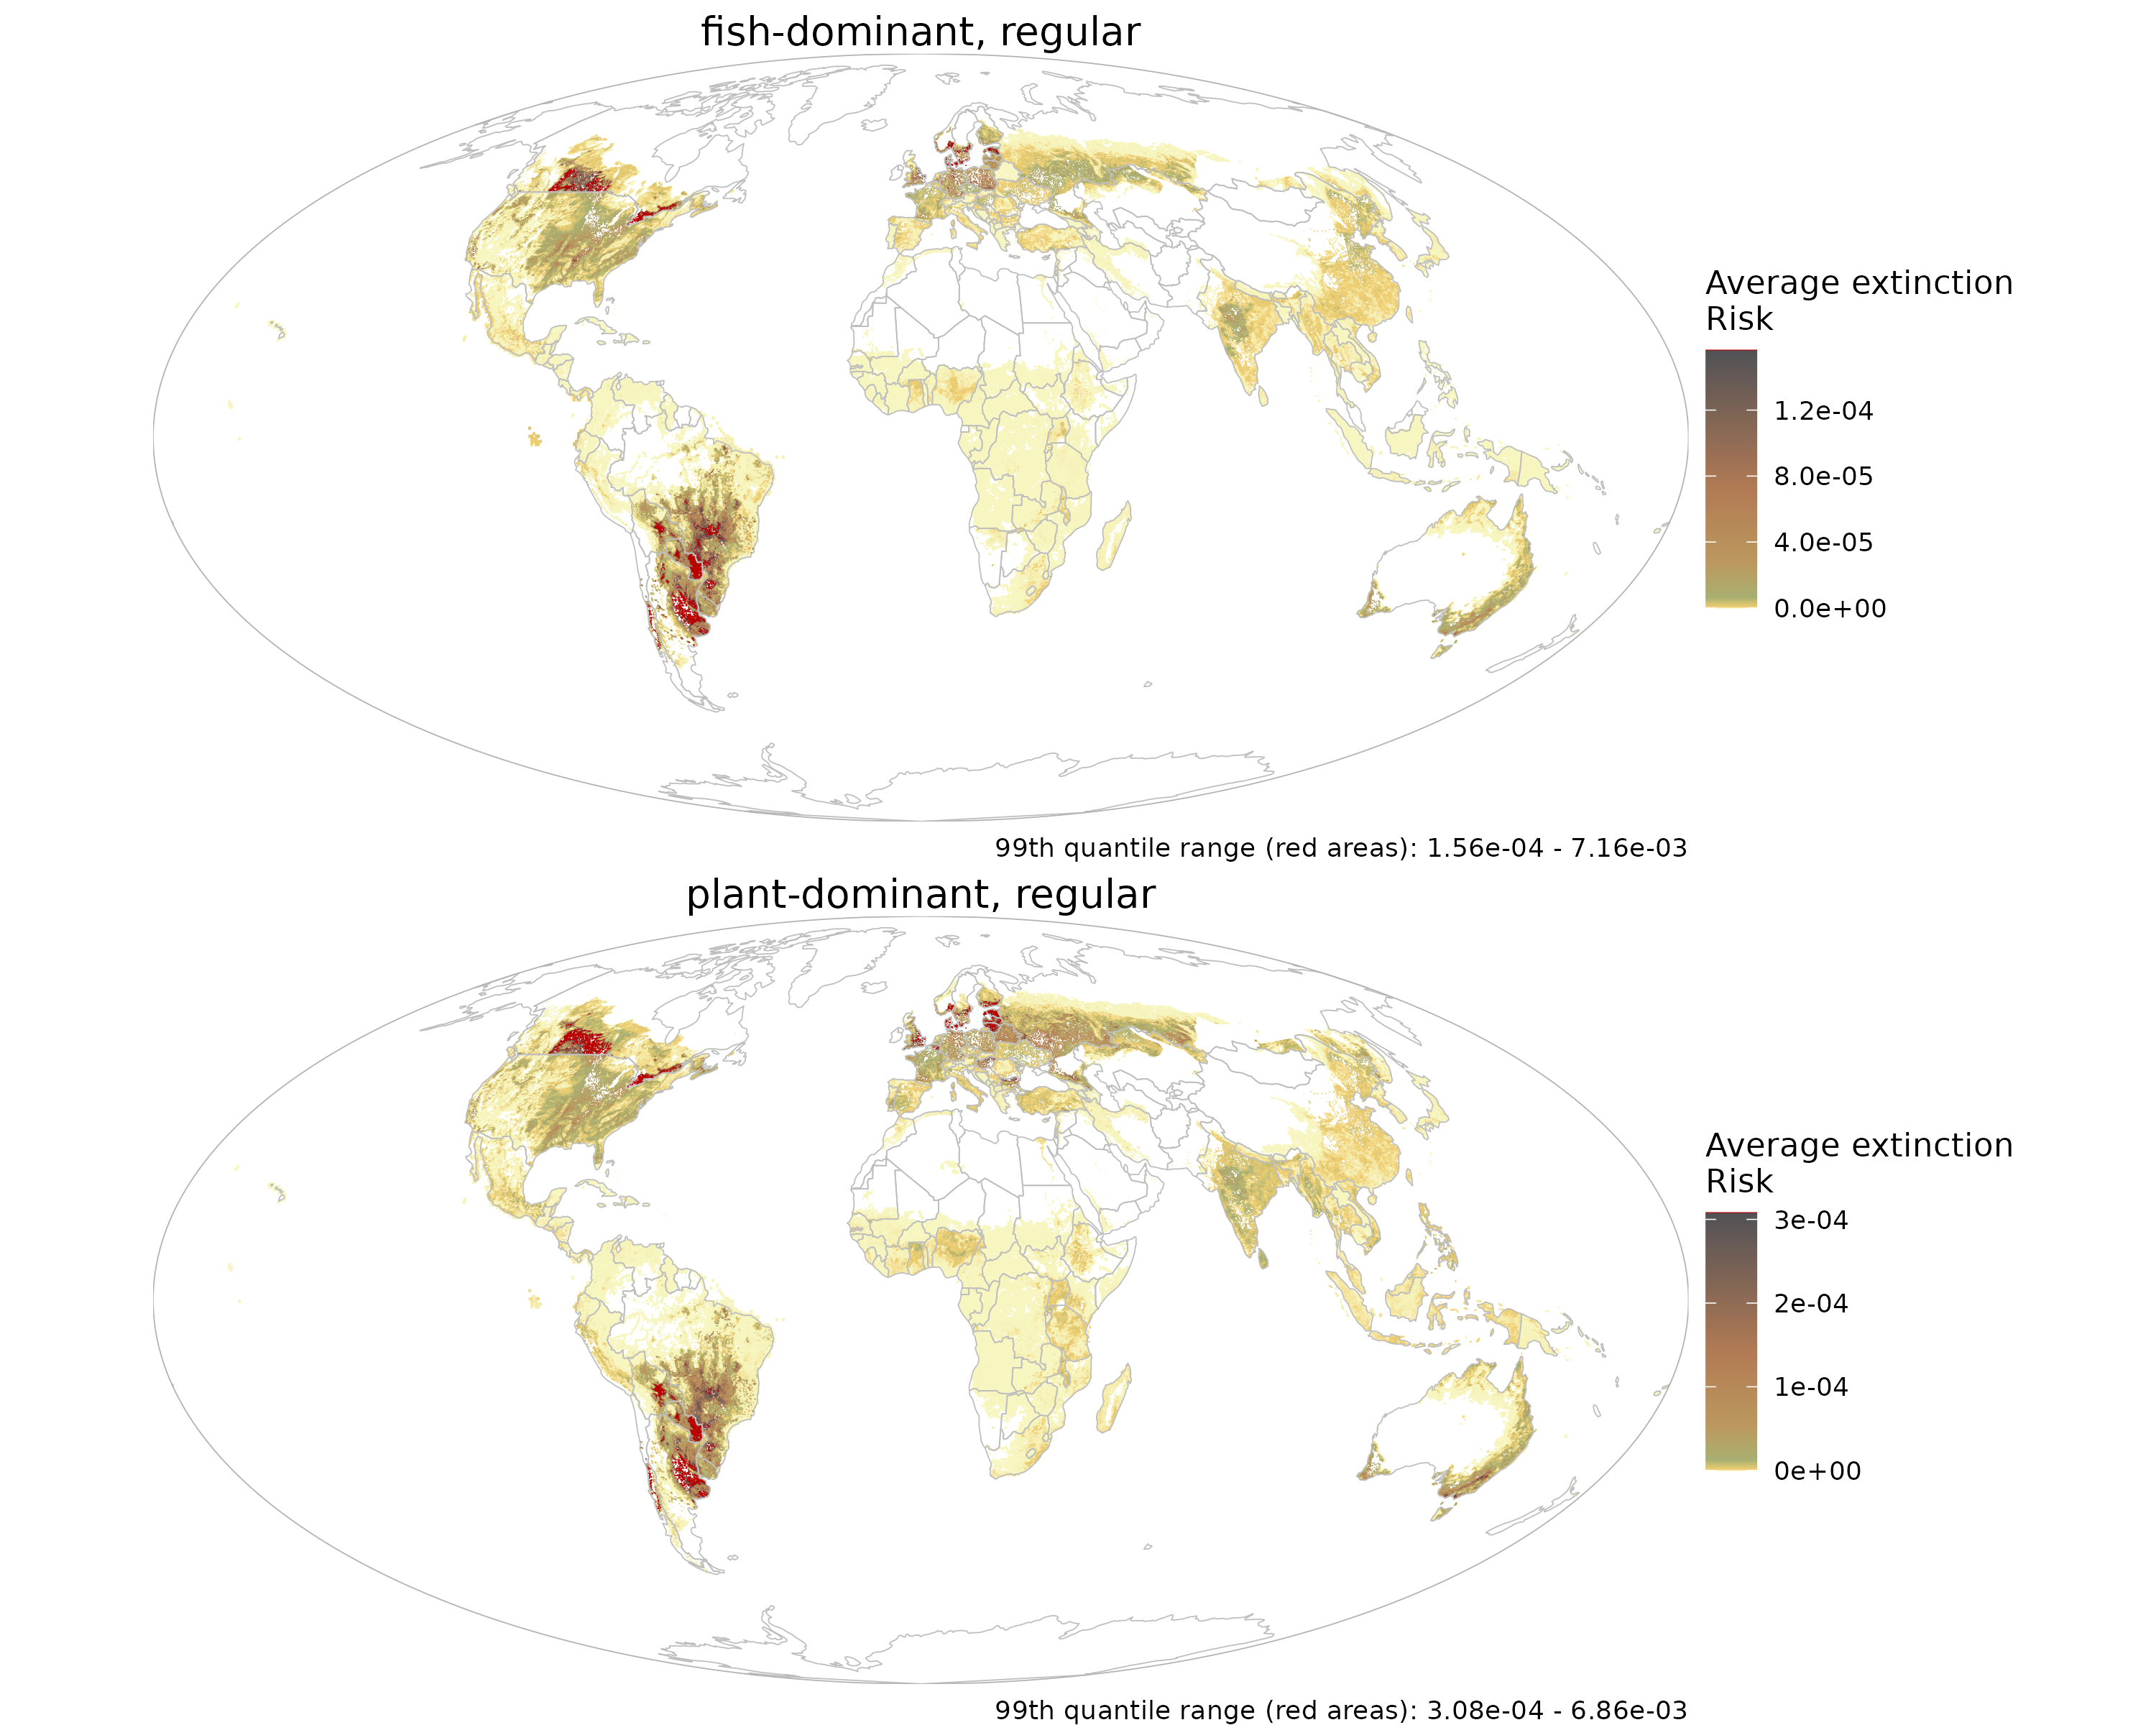 fish-dominant, regular
Average extinction
Risk
1.2e-04
8.0e-05
4.0e-05
0.0e+00
99th quantile range (red areas): 1.56e-04 - 7.16e-03
plant-dominant, regular
Average extinction
Risk
3e-04
2e-04
1e-04
0e+00
99th quantile range (red areas): 3.08e-04 - 6.86e-03